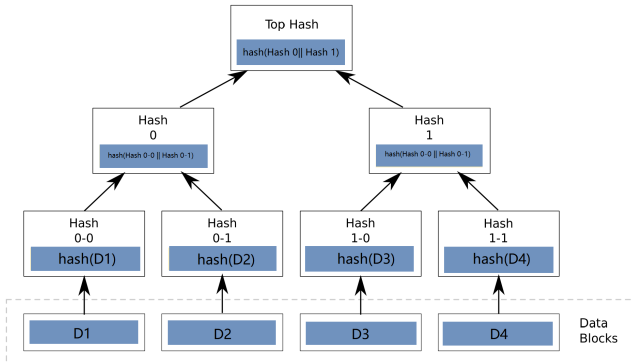 Top Hash
hash(Hash 0|| Hash 1)
Hash
0
hash(Hash 0-0 || Hash 0-1)
Hash
1
hash(Hash 0-0 || Hash 0-1)
Hash
0-0
hash(D1)
Hash
0-1
hash(D2)
Hash
1-0
hash(D3)
Hash
1-1
hash(D4)
D1
D2
D3
D4
Data
Blocks